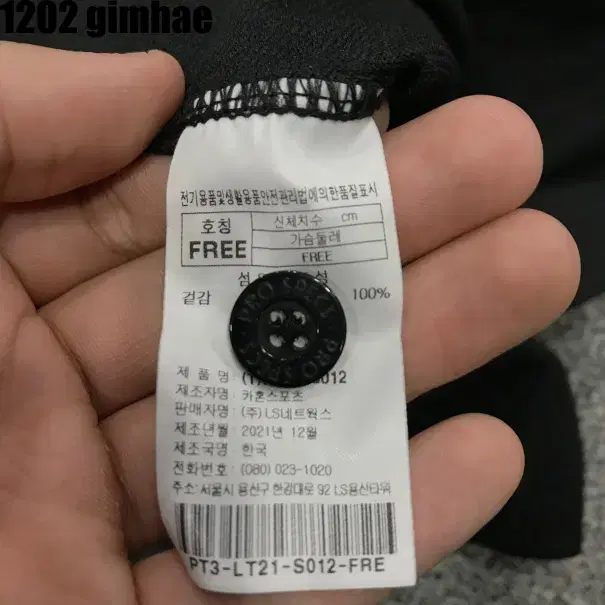 1202 gimhae
전기용품및생활용품안전관리법에의한품질표시
호칭 신체치수 cm
FREE 가슴둘레
FREE
섬 성
겉감 100%
PRO SPECS PRO SPECS
제 품 명 : 012
제조자명 : 카혼스포츠
판매자명 : (주)LS네트웍스
제조년월 : 2021년 12월
제조국명 : 한국
전화번호 : (080) 023-1020
주소: 서울시 용산구 한강대로 92 LS용산타워
PT3-LT21-S012-FRE